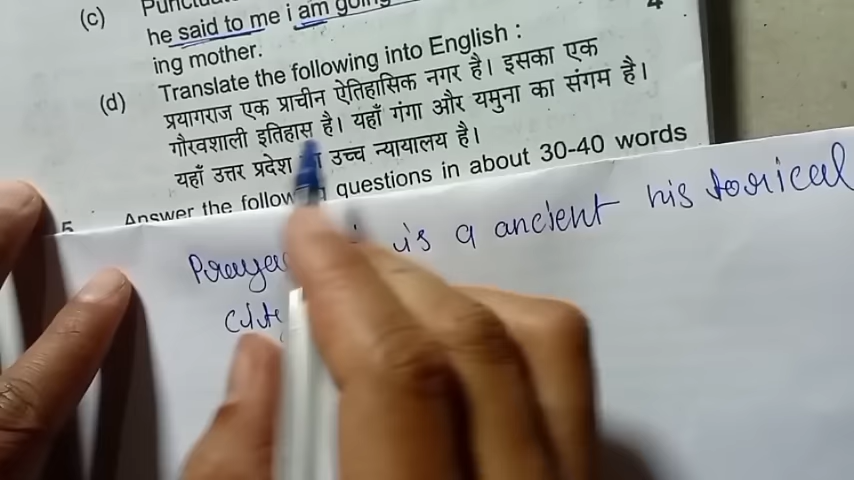 (c) Punctuat
he said to me i am going
ing mother.
4
(d) Translate the following into English :
प्रयागराज एक प्राचीन ऐतिहासिक नगर है। इसका एक
गौरवशाली इतिहास है। यहाँ गंगा और यमुना का संगम है।
यहाँ उत्तर प्रदेश उच्च न्यायालय है।
5. Answer the follow questions in about 30-40 words
is a ancient historical